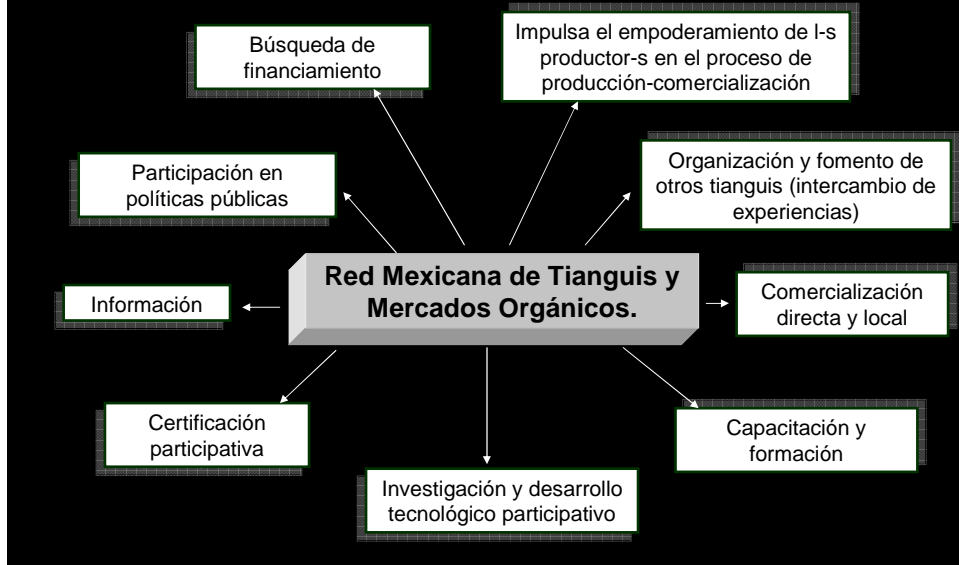 Búsqueda de
financiamiento
Impulsa el empoderamiento de l-s
productor-s en el proceso de
producción-comercialización
Participación en
políticas públicas
Organización y fomento de
otros tianguis (intercambio de
experiencias)
Red Mexicana de Tianguis y
Mercados Orgánicos.
Información
Comercialización
directa y local
Certificación
participativa
Capacitación y
formación
Investigación y desarrollo
tecnológico participativo